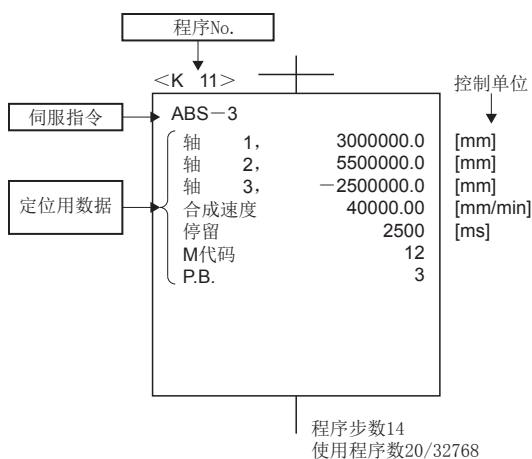 程序No.
<K 11>
控制单位
伺服指令
ABS-3
轴 1, 3000000.0 [mm]
轴 2, 5500000.0 [mm]
轴 3, -2500000.0 [mm]
定位用数据
合成速度 40000.00 [mm/min]
停留 2500 [ms]
M代码 12
P.B. 3
程序步数14
使用程序数20/32768